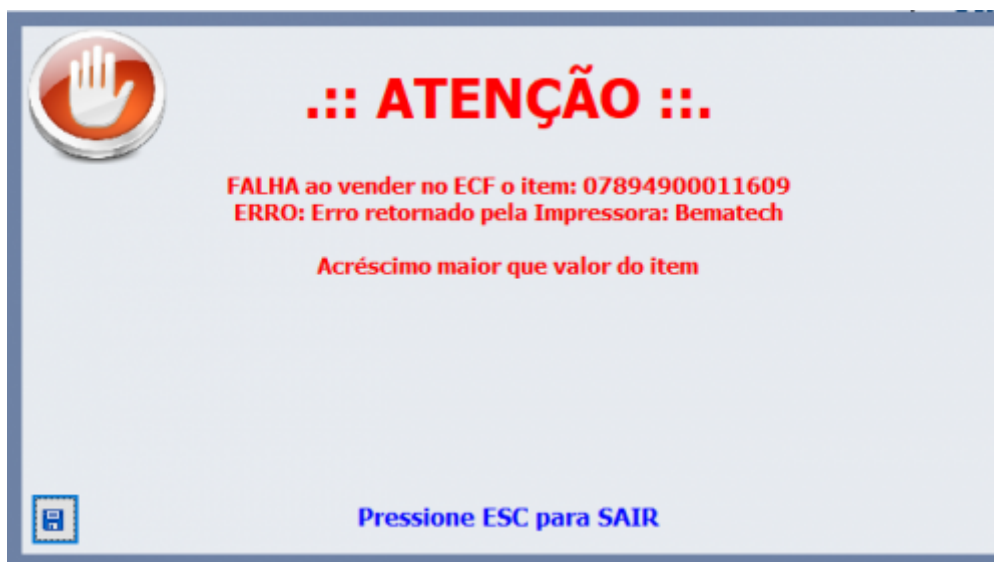 .:: ATENÇÃO ::.
FALHA ao vender no ECF o item: 07894900011609
ERRO: Erro retornado pela Impressora: Bematech
Acréscimo maior que valor do item
Pressione ESC para SAIR